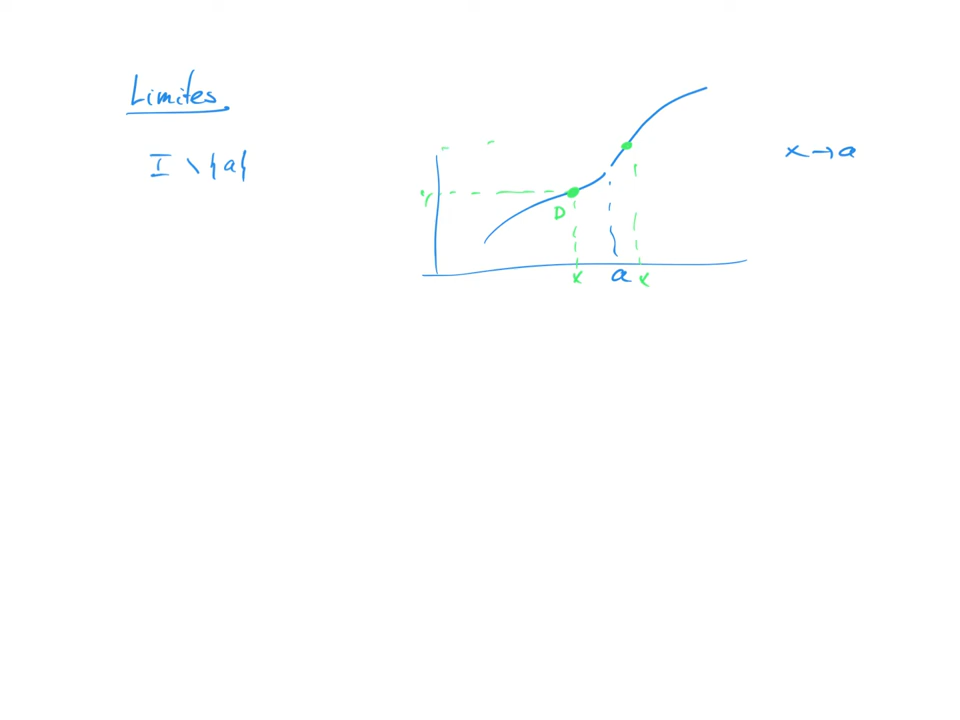 Limites
I \ {a}
x → a
Y
D
x a x